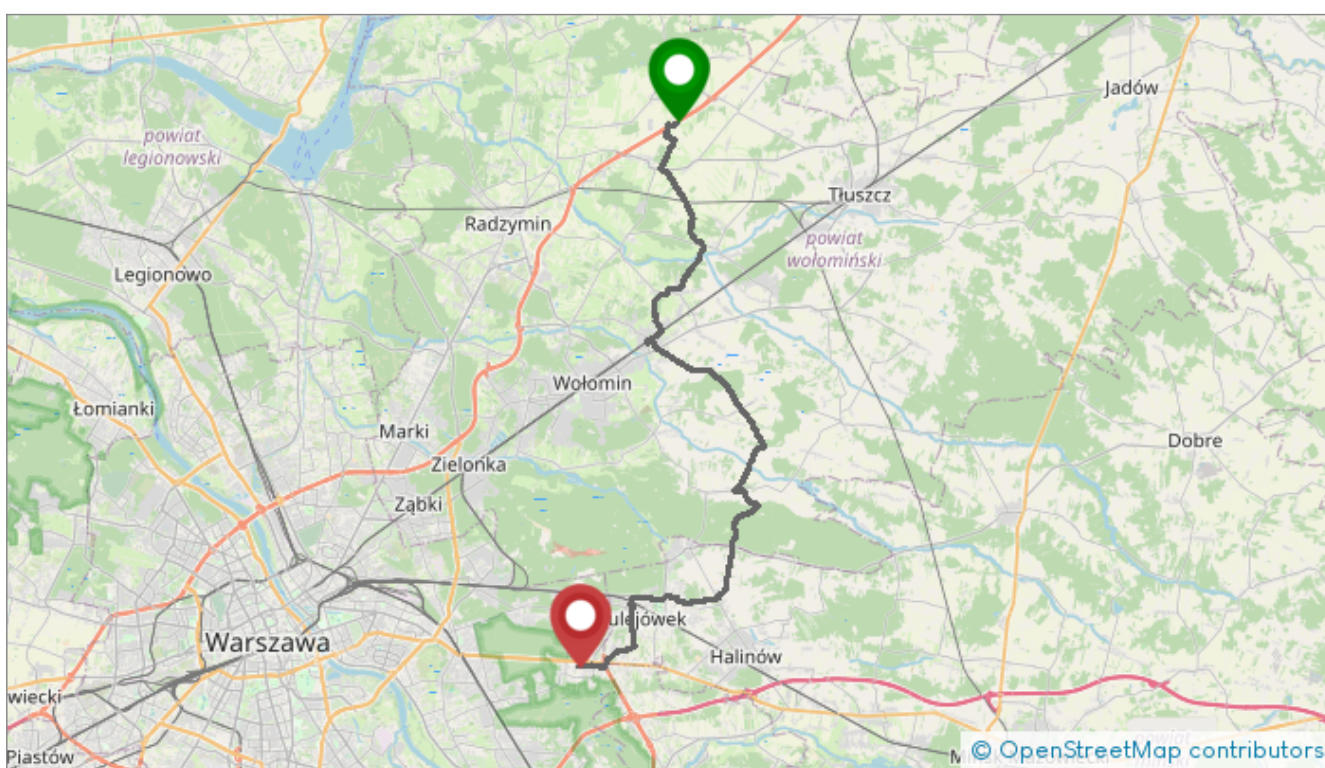 Jadów
powiat
legionowski
Tłuszcz
Radzymin
powiat
wołomiński
Legionowo
Wołomin
Łomianki
Marki
Dobre
Zielonka
Ząbki
ulejówek
Warszawa
Halinów
wiecki
Piastów
© OpenStreetMap contributors